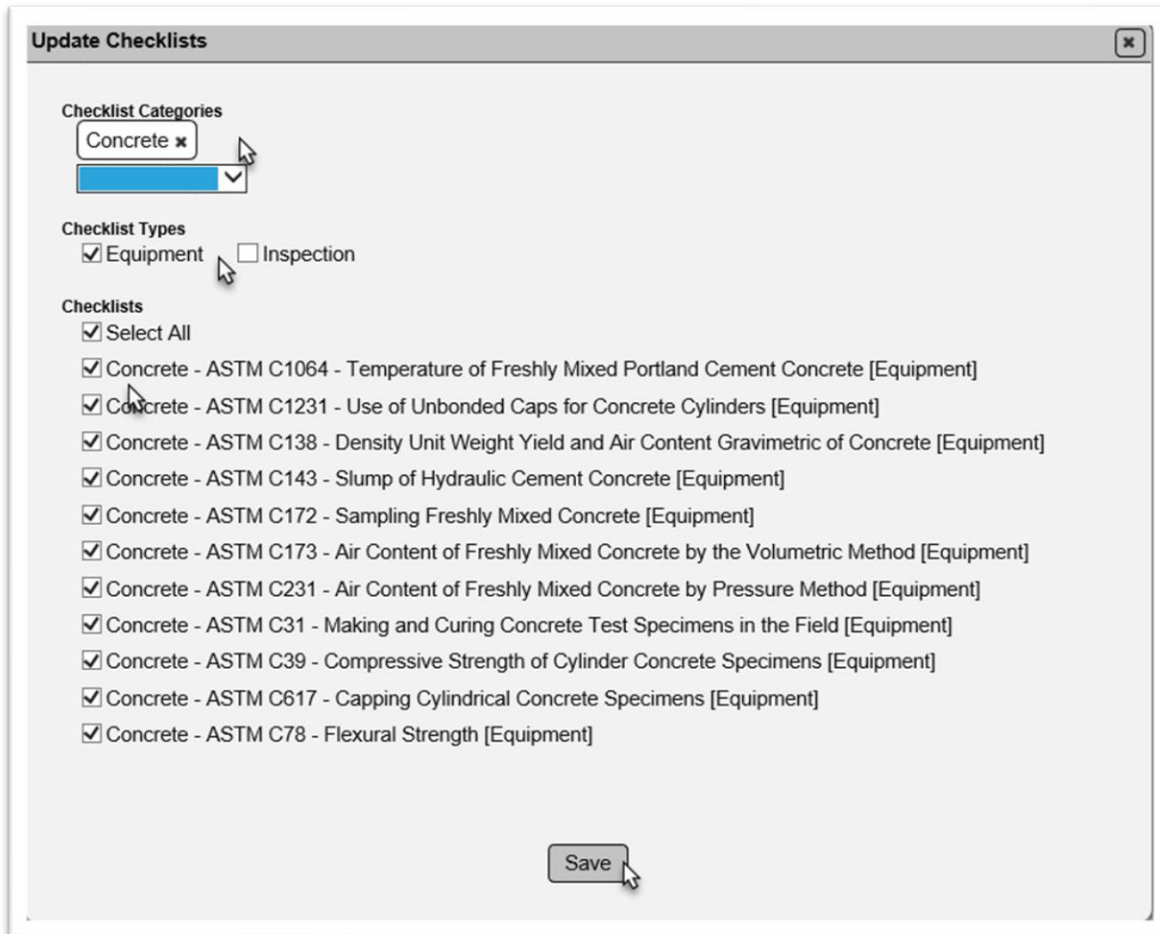 Update Checklists
Checklist Categories
Concrete
Checklist Types
Equipment Inspection
Checklists
Select All
Concrete - ASTM C1064 - Temperature of Freshly Mixed Portland Cement Concrete [Equipment]
Concrete - ASTM C1231 - Use of Unbonded Caps for Concrete Cylinders [Equipment]
Concrete - ASTM C138 - Density Unit Weight Yield and Air Content Gravimetric of Concrete [Equipment]
Concrete - ASTM C143 - Slump of Hydraulic Cement Concrete [Equipment]
Concrete - ASTM C172 - Sampling Freshly Mixed Concrete [Equipment]
Concrete - ASTM C173 - Air Content of Freshly Mixed Concrete by the Volumetric Method [Equipment]
Concrete - ASTM C231 - Air Content of Freshly Mixed Concrete by Pressure Method [Equipment]
Concrete - ASTM C31 - Making and Curing Concrete Test Specimens in the Field [Equipment]
Concrete - ASTM C39 - Compressive Strength of Cylinder Concrete Specimens [Equipment]
Concrete - ASTM C617 - Capping Cylindrical Concrete Specimens [Equipment]
Concrete - ASTM C78 - Flexural Strength [Equipment]
Save